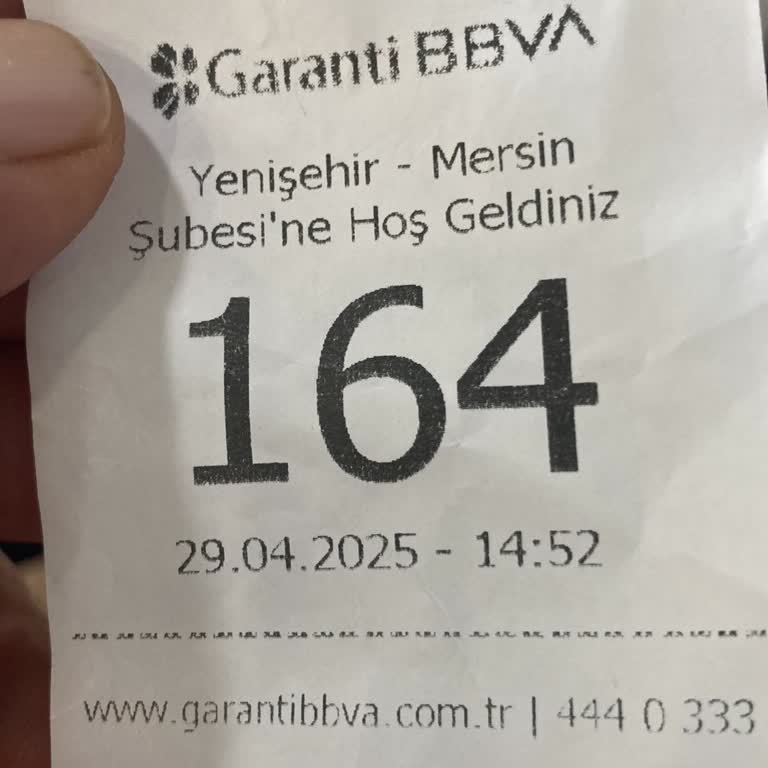 Garanti BBVA
Yenişehir - Mersin
Şubesi'ne Hoş Geldiniz
164
29.04.2025 - 14:52
www.garantibbva.com.tr | 444 0 333